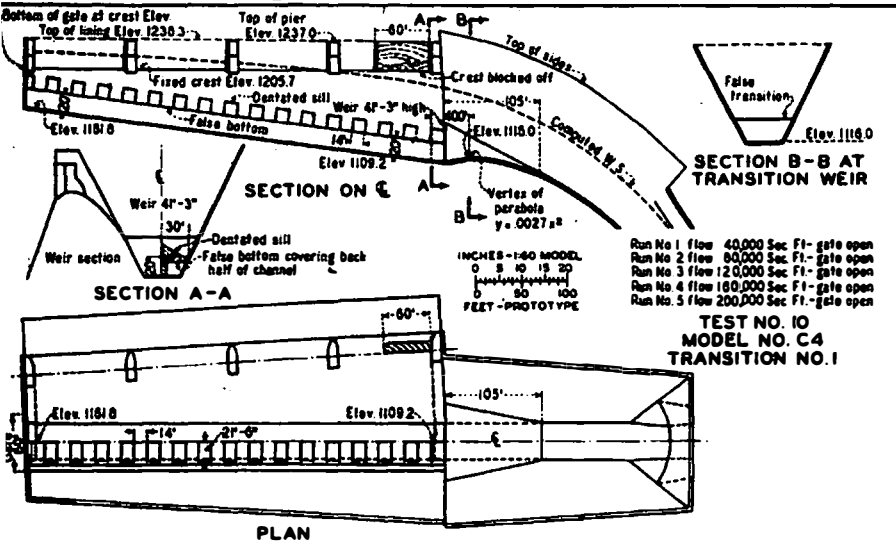 Bottom of gate at crest Elev.
Top of lining Elev. 1238.3
Top of pier
Elev. 1237.0
60'
A
B
Top of sides
Fixed crest Elev. 1205.7
Dentated sill
False bottom
Crest blocked off
Weir 41'-3" high
105'
400'
Elev. 1115.0
Computed W.S.
20'
Elev. 1181.8
14'
Elev 1109.2
20'
SECTION ON ℄
A
B
Vertex of
parabola
y=.0027x²
False
transition
Elev. 1116.0
SECTION B-B AT
TRANSITION WEIR
℄
Weir 41'-3"
30'
Dentated sill
False bottom covering back
half of channel
Weir section
SECTION A-A
INCHES-1:60 MODEL
0 5 10 15 20
0 50 100
FEET-PROTOTYPE
Run No 1 flow 40,000 Sec Ft.-gate open
Run No 2 flow 80,000 Sec Ft.-gate open
Run No. 3 flow 120,000 Sec Ft.-gate open
Run No. 4 flow 160,000 Sec Ft.-gate open
Run No. 5 flow 200,000 Sec Ft.-gate open
TEST NO. 10
MODEL NO. C4
TRANSITION NO. 1
60'
Elev. 1181.8
14'
21'-6"
Elev. 1109.2
105'
℄
PLAN